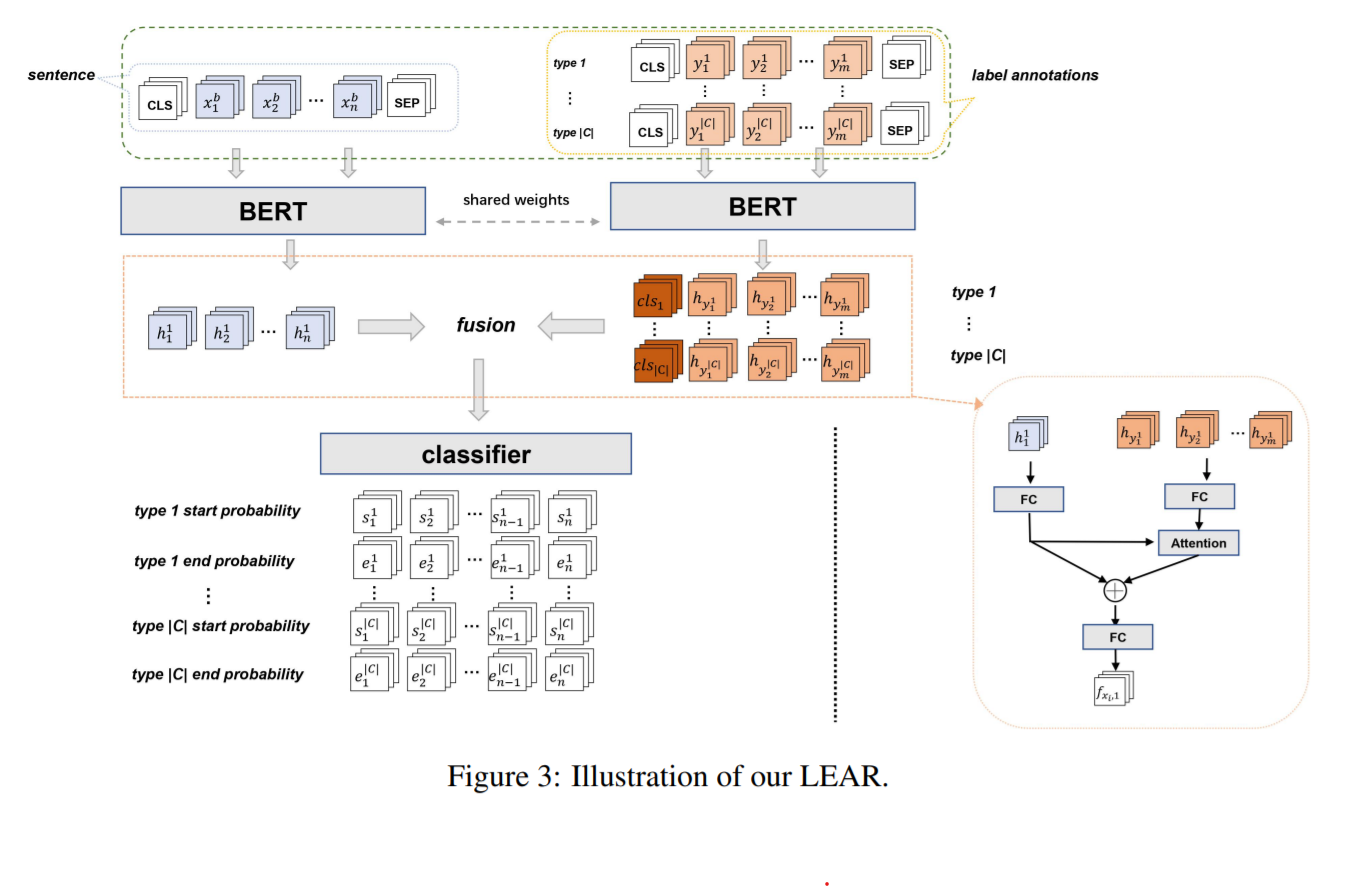 type 1 CLS y_1^1 y_2^1 ⋯ y_m^1 SEP
sentence CLS x_1^b x_2^b ⋯ x_n^b SEP
⋮ ⋮ ⋮ ⋮ label annotations
type |C| CLS y_1^{|C|} y_2^{|C|} ⋯ y_m^{|C|} SEP
BERT shared weights BERT
h_1^1 h_2^1 ⋯ h_n^1 fusion
cls_1 h_{y_1^1} h_{y_2^1} ⋯ h_{y_m^1} type 1
⋮ ⋮ ⋮ ⋮ ⋮
cls_{|C|} h_{y_1^{|C|}} h_{y_2^{|C|}} ⋯ h_{y_m^{|C|}} type |C|
classifier
type 1 start probability s_1^1 s_2^1 ⋯ s_{n-1}^1 s_n^1
type 1 end probability e_1^1 e_2^1 ⋯ e_{n-1}^1 e_n^1
⋮ ⋮ ⋮ ⋮ ⋮
type |C| start probability s_1^{|C|} s_2^{|C|} ⋯ s_{n-1}^{|C|} s_n^{|C|}
type |C| end probability e_1^{|C|} e_2^{|C|} ⋯ e_{n-1}^{|C|} e_n^{|C|}
h_1^1 h_{y_1^1} h_{y_2^1} ⋯ h_{y_m^1}
FC FC
Attention
FC
f_{x_i,1}
Figure 3: Illustration of our LEAR.